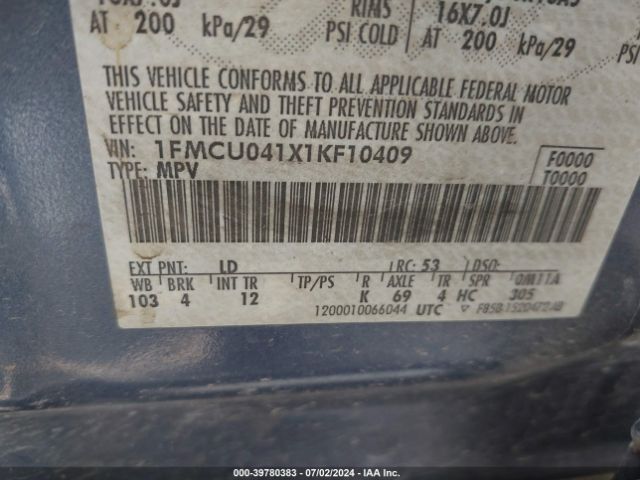 RIMS
16X7.0J
AT 200 kPa/29 PSI COLD AT 200 kPa/29
THIS VEHICLE CONFORMS TO ALL APPLICABLE FEDERAL MOTOR
VEHICLE SAFETY AND THEFT PREVENTION STANDARDS IN
EFFECT ON THE DATE OF MANUFACTURE SHOWN ABOVE.
VIN: 1FMCU041X1KF10409
F0000
TYPE: MPV
T0000
EXT PNT: LD RC: 53 DSO:
WB BRK INT TR TP/PS R AXLE TR SPR
103 4 12 K 69 4 HC 305
1200010066044 UTC
000-39780383 - 07/02/2024 - IAA Inc.